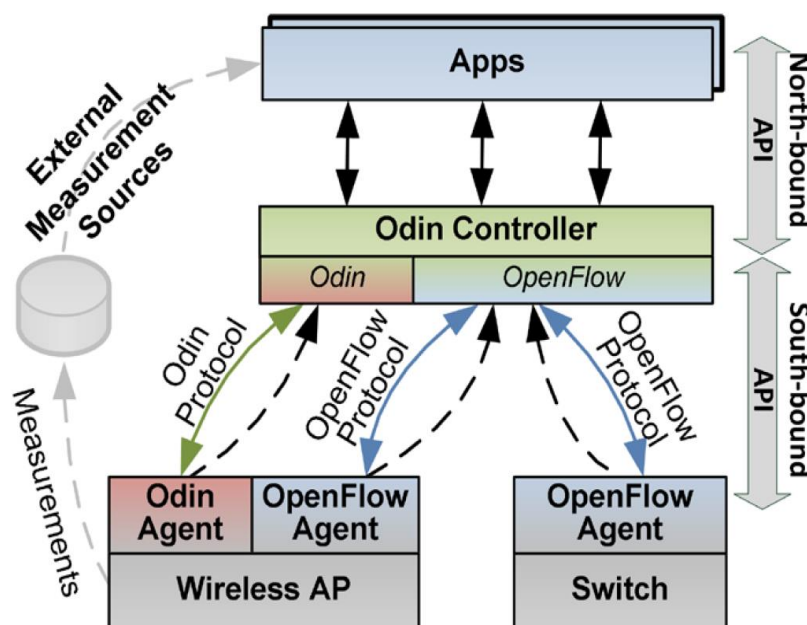 Apps
North-bound
API
External
Measurement
Sources
Odin Controller
Odin
OpenFlow
South-bound
API
Odin
Protocol
OpenFlow
Protocol
OpenFlow
Protocol
Measurements
Odin
Agent
OpenFlow
Agent
OpenFlow
Agent
Wireless AP
Switch